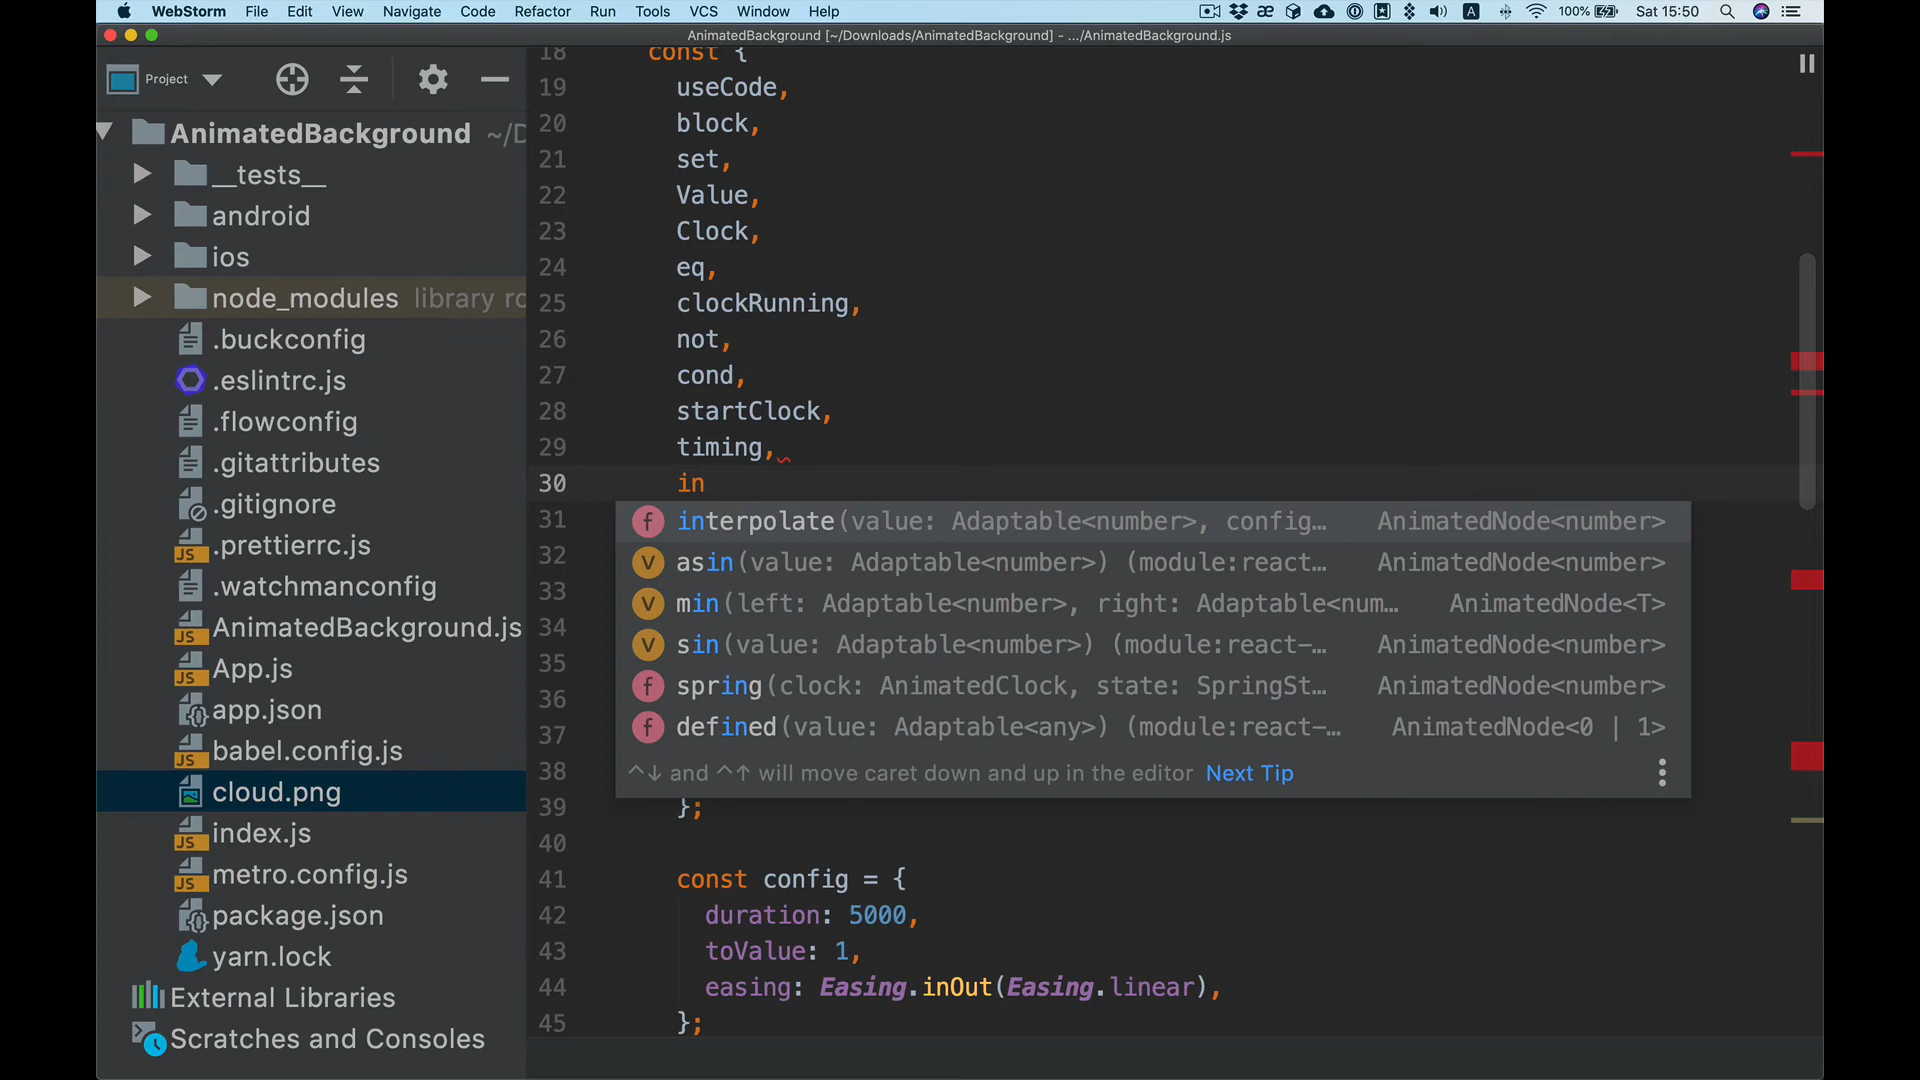 WebStorm File Edit View Navigate Code Refactor Run Tools VCS Window Help æ A 100% Sat 15:50
AnimatedBackground [~/Downloads/AnimatedBackground] - .../AnimatedBackground.js
Project
AnimatedBackground ~/D
__tests__
android
ios
node_modules library ro
.buckconfig
.eslintrc.js
.flowconfig
.gitattributes
.gitignore
.prettierrc.js
.watchmanconfig
AnimatedBackground.js
App.js
app.json
babel.config.js
cloud.png
index.js
metro.config.js
package.json
yarn.lock
External Libraries
Scratches and Consoles
18 const {
19 useCode,
20 block,
21 set,
22 Value,
23 Clock,
24 eq,
25 clockRunning,
26 not,
27 cond,
28 startClock,
29 timing,
30 in
31
32
33
34
35
36
37
38
39 };
40
41 const config = {
42 duration: 5000,
43 toValue: 1,
44 easing: Easing.inOut(Easing.linear),
45 };
f interpolate(value: Adaptable<number>, config… AnimatedNode<number>
V asin(value: Adaptable<number>) (module:react… AnimatedNode<number>
V min(left: Adaptable<number>, right: Adaptable<num… AnimatedNode<T>
V sin(value: Adaptable<number>) (module:react-… AnimatedNode<number>
f spring(clock: AnimatedClock, state: SpringSt… AnimatedNode<number>
f defined(value: Adaptable<any>) (module:react-… AnimatedNode<0 | 1>
^↓ and ^↑ will move caret down and up in the editor Next Tip